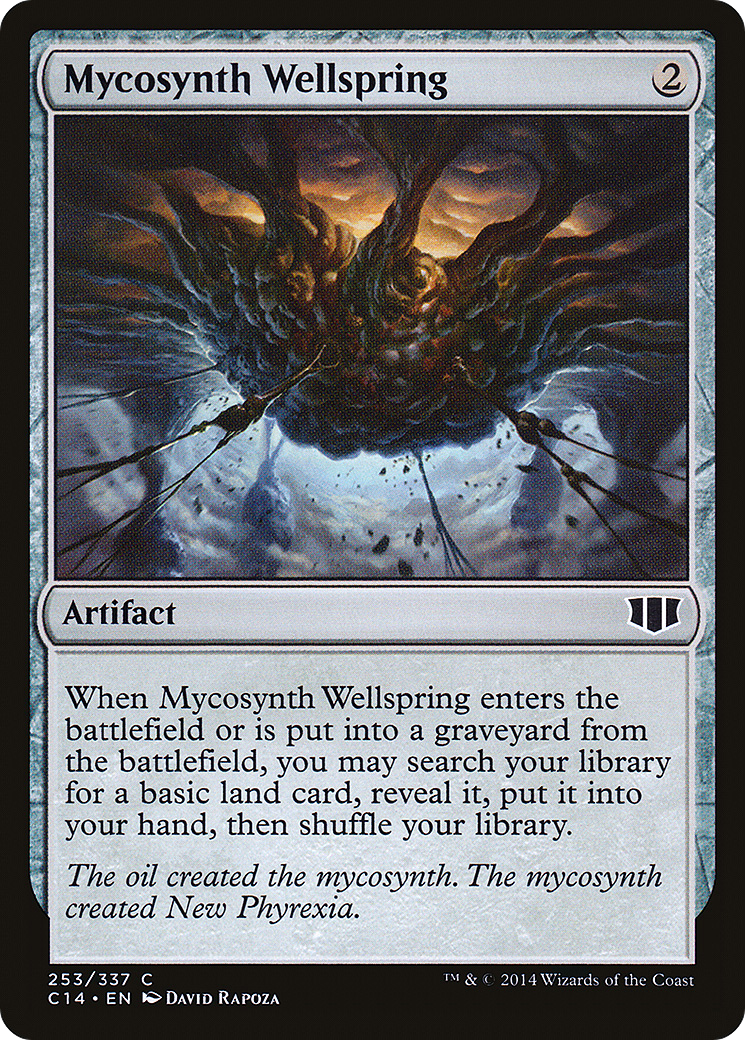 Mycosynth Wellspring
2
Artifact
When Mycosynth Wellspring enters the
battlefield or is put into a graveyard from
the battlefield, you may search your library
for a basic land card, reveal it, put it into
your hand, then shuffle your library.
The oil created the mycosynth. The mycosynth
created New Phyrexia.
253/337 C
™ & © 2014 Wizards of the Coast
C14 • EN David Rapoza